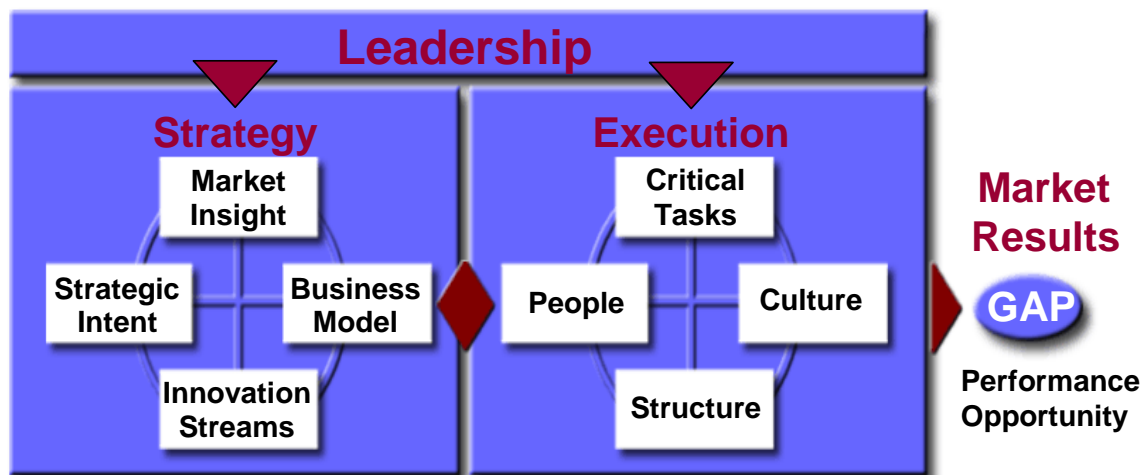 Leadership
Strategy
Market
Insight
Strategic
Intent
Business
Model
Innovation
Streams
Execution
Critical
Tasks
People
Culture
Structure
Market
Results
GAP
Performance
Opportunity